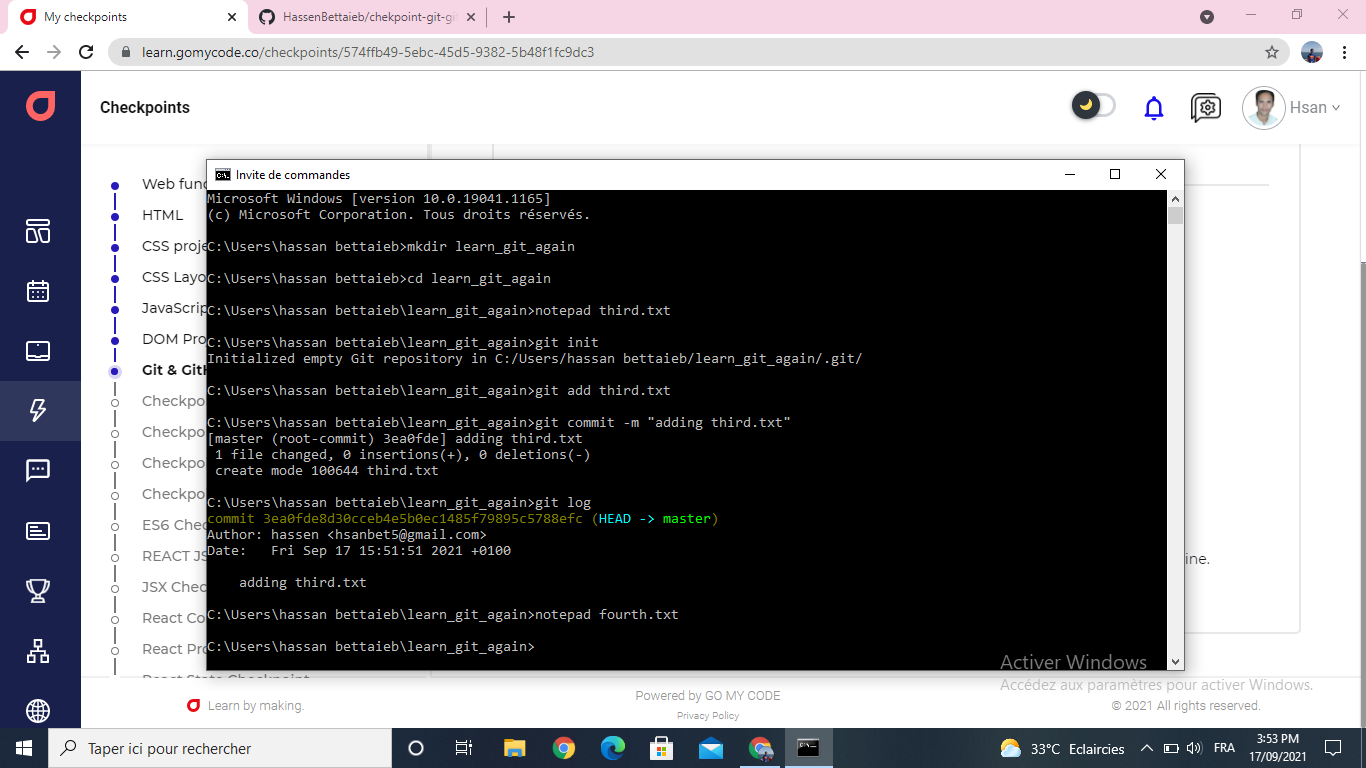 My checkpoints
HassenBettaieb/chekpoint-git-gi
learn.gomycode.co/checkpoints/574ffb49-5ebc-45d5-9382-5b48f1fc9dc3
Checkpoints
Hsan
Web fun
HTML
CSS proje
CSS Layo
JavaScrip
DOM Pro
Git & GitH
Checkpo
Checkpo
Checkpo
Checkpo
ES6 Chec
REACT JS
JSX Chec
React Co
React Pro
React State Checkpoint
Invite de commandes
Microsoft Windows [version 10.0.19041.1165]
(c) Microsoft Corporation. Tous droits réservés.
C:\Users\hassan bettaieb>mkdir learn_git_again
C:\Users\hassan bettaieb>cd learn_git_again
C:\Users\hassan bettaieb\learn_git_again>notepad third.txt
C:\Users\hassan bettaieb\learn_git_again>git init
Initialized empty Git repository in C:/Users/hassan bettaieb/learn_git_again/.git/
C:\Users\hassan bettaieb\learn_git_again>git add third.txt
C:\Users\hassan bettaieb\learn_git_again>git commit -m "adding third.txt"
[master (root-commit) 3ea0fde] adding third.txt
1 file changed, 0 insertions(+), 0 deletions(-)
create mode 100644 third.txt
C:\Users\hassan bettaieb\learn_git_again>git log
commit 3ea0fde8d30cceb4e5b0ec1485f79895c5788efc (HEAD -> master)
Author: hassen <hsanbet5@gmail.com>
Date:   Fri Sep 17 15:51:51 2021 +0100
adding third.txt
C:\Users\hassan bettaieb\learn_git_again>notepad fourth.txt
C:\Users\hassan bettaieb\learn_git_again>
ine.
Activer Windows
Accédez aux paramètres pour activer Windows.
Learn by making.
Powered by GO MY CODE
Privacy Policy
© 2021 All rights reserved.
Taper ici pour rechercher
33°C Eclaircies
FRA
3:53 PM
17/09/2021